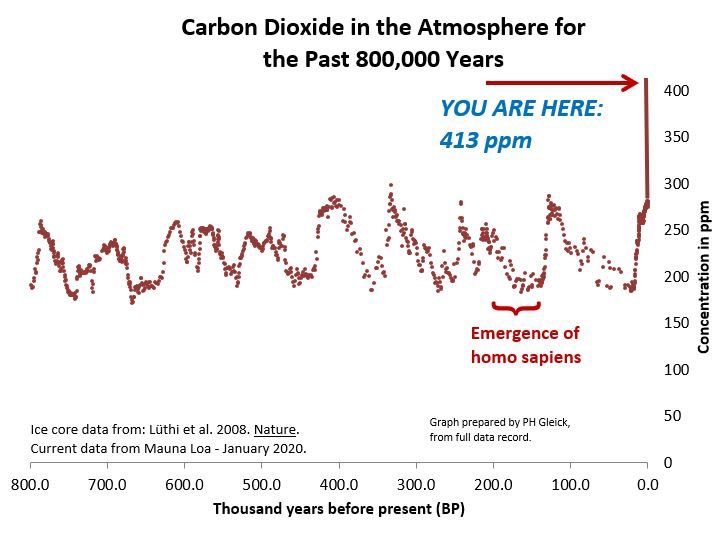 Carbon Dioxide in the Atmosphere for
the Past 800,000 Years
YOU ARE HERE:
413 ppm
400
350
300
250
200
150
100
50
0
Concentration in ppm
Emergence of
homo sapiens
Ice core data from: Lüthi et al. 2008. Nature.
Current data from Mauna Loa - January 2020.
Graph prepared by PH Gleick,
from full data record.
800.0 700.0 600.0 500.0 400.0 300.0 200.0 100.0 0.0
Thousand years before present (BP)